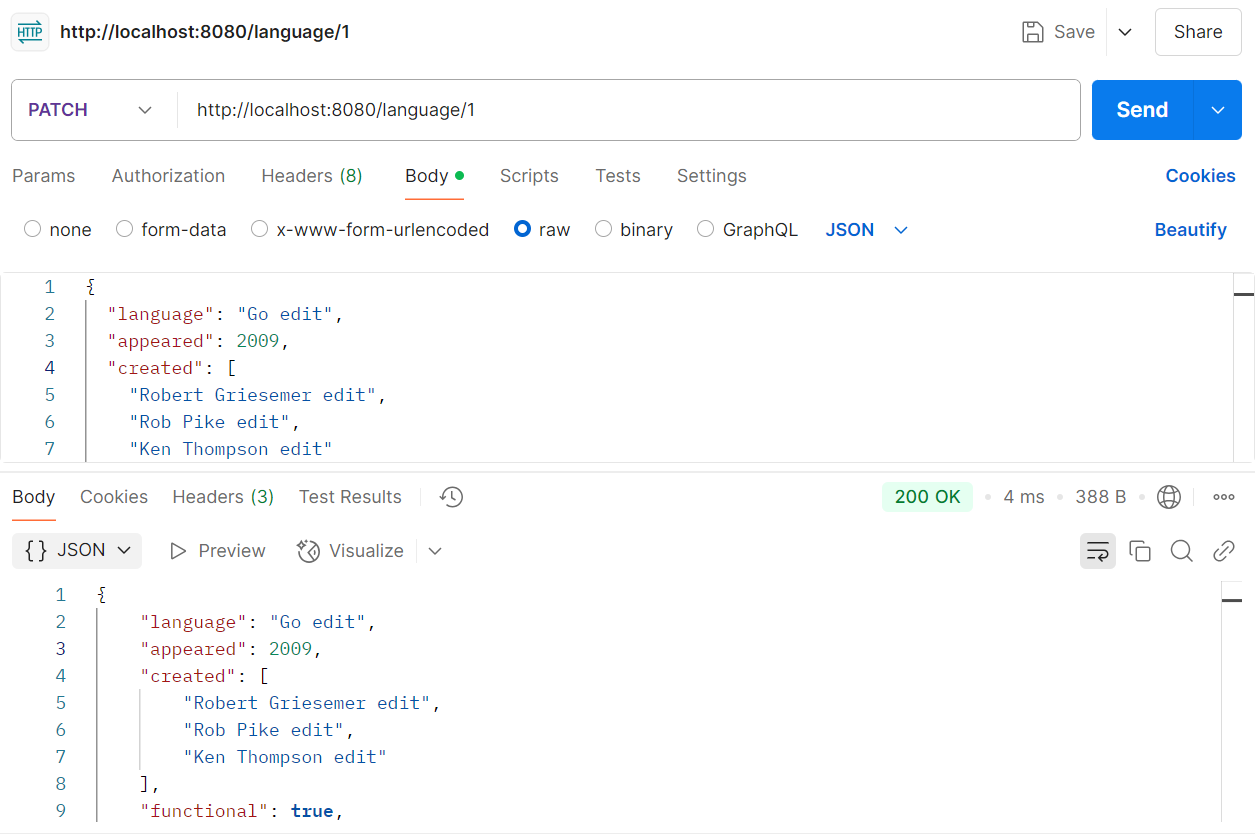 HTTP http://localhost:8080/language/1 Save Share
PATCH http://localhost:8080/language/1 Send
Params Authorization Headers (8) Body Scripts Tests Settings Cookies
none form-data x-www-form-urlencoded raw binary GraphQL JSON Beautify
1 {
2 "language": "Go edit",
3 "appeared": 2009,
4 "created": [
5 "Robert Griesemer edit",
6 "Rob Pike edit",
7 "Ken Thompson edit"
Body Cookies Headers (3) Test Results 200 OK • 4 ms • 388 B •
{} JSON Preview Visualize
1 {
2 "language": "Go edit",
3 "appeared": 2009,
4 "created": [
5 "Robert Griesemer edit",
6 "Rob Pike edit",
7 "Ken Thompson edit"
8 ],
9 "functional": true,